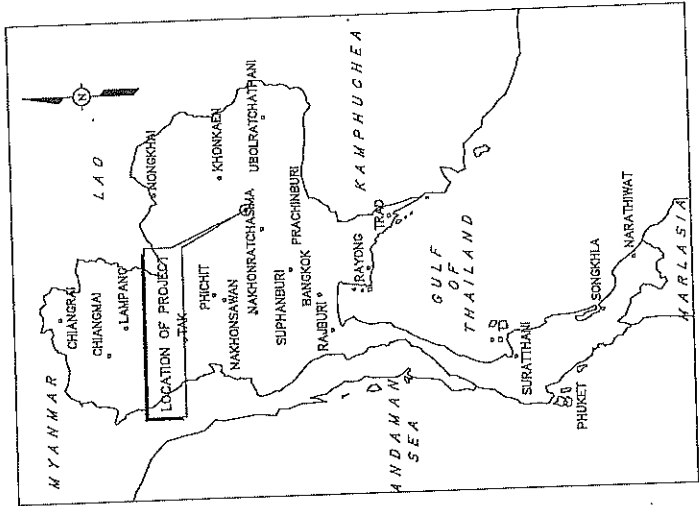 N
MYANMAR
LAO
CHIANGRAI
CHIANGMAI
LAMPANG
NONGKHAI
LOCATION OF PROJECT
TAK
PHICHIT
KHONKAEN
NAKHONSAWAN
NAKHONRATCHASIMA
UBOLRATCHATHANI
SUPHANBURI
PRACHINBURI
BANGKOK
RAJBURI
RAYONG
TRAD
KAMPHUCHEA
ANDAMAN
SEA
GULF
OF
THAILAND
SURATTHANI
PHUKET
SONGKHLA
NARATHIWAT
MARLASIA